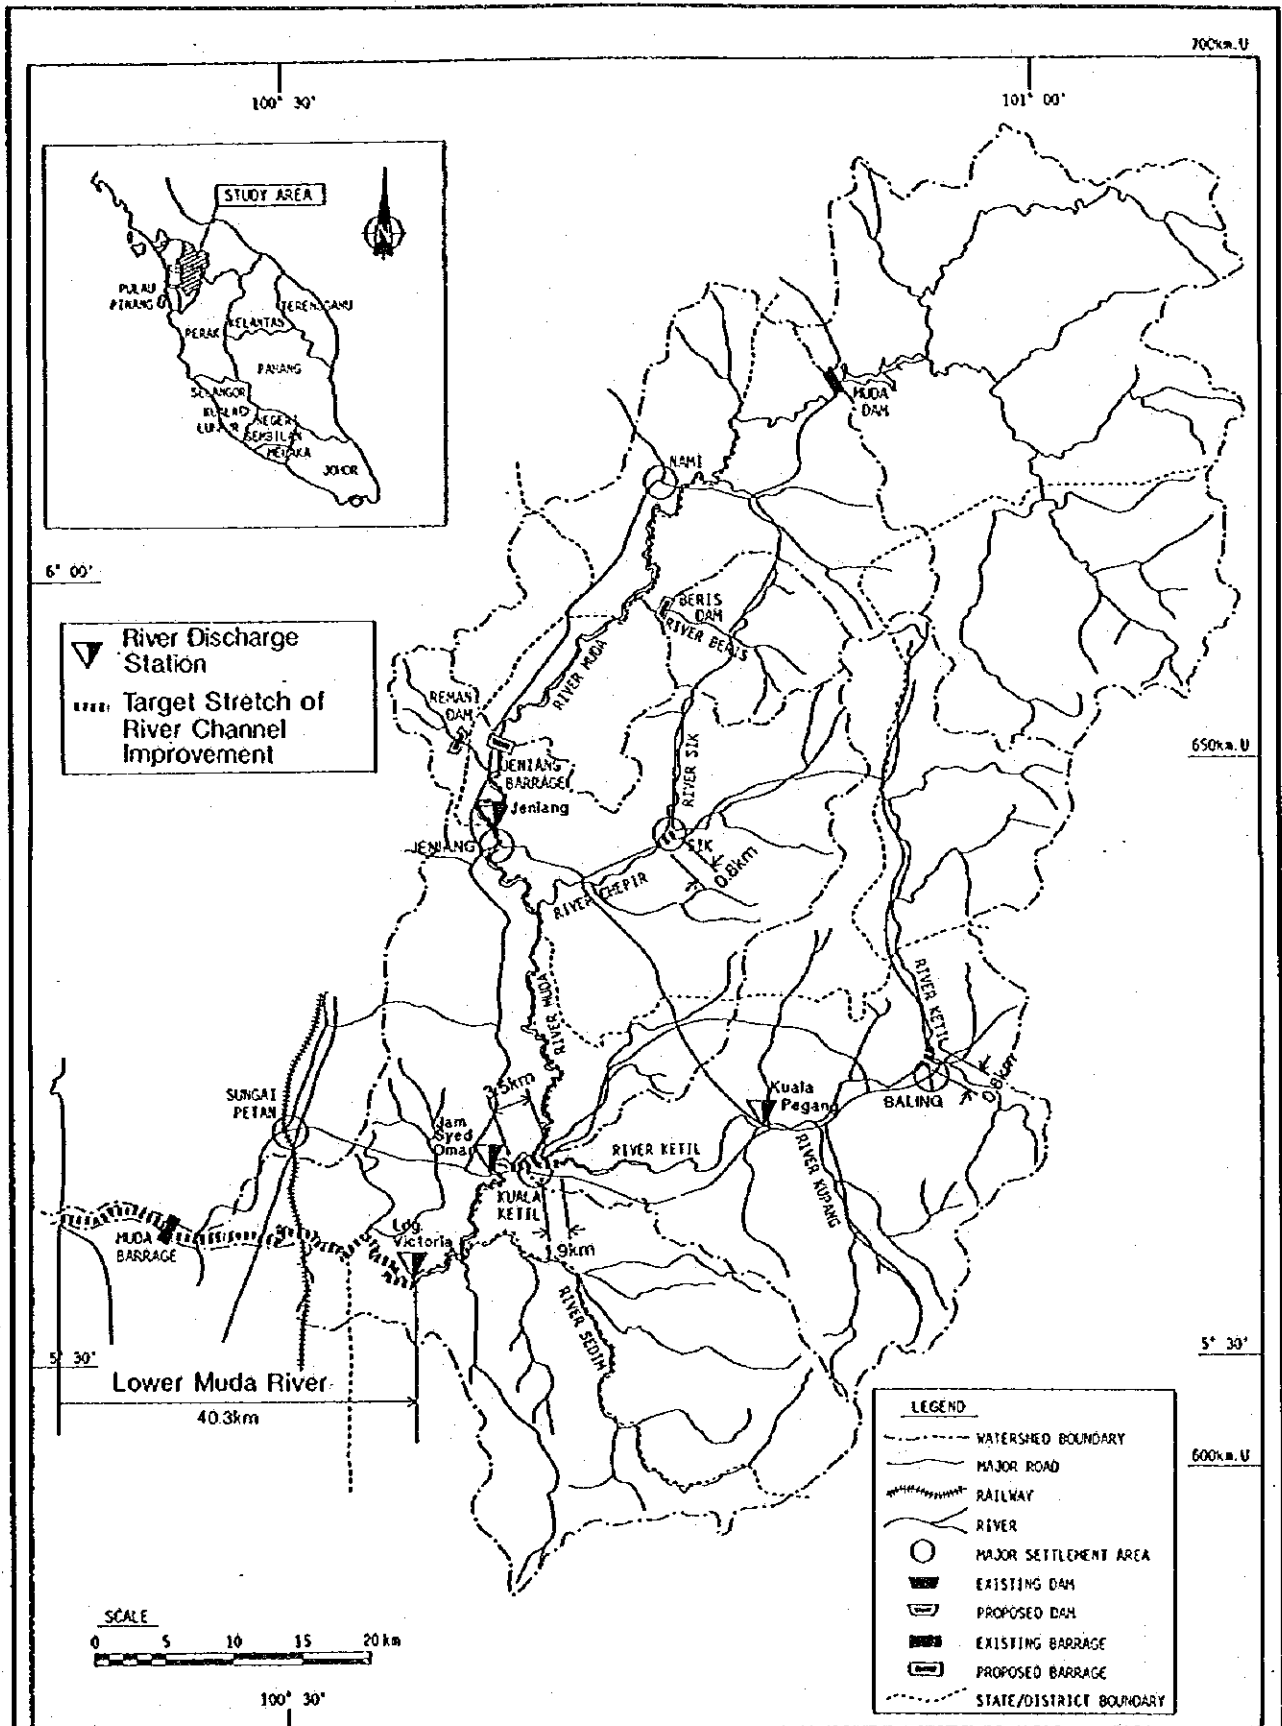 700km.U
100° 30'
101° 00'
STUDY AREA
N
PULAU
PINANG
PERAK
KELANTAN
TERENGGANU
PAHANG
SELANGOR
KUALA
LUMPUR
NEGERI
SEMBILAN
MELAKA
JOHOR
MUDA
DAM
NAMI
6° 00'
BERIS
DAM
RIVER BERIS
RIVER MUDA
River Discharge
Station
Target Stretch of
River Channel
Improvement
REMAN
DAM
JENIANG
BARRAGE
Jeniang
JENIANG
RIVER SIK
SIK
0.8km
650km.U
RIVER CHEPIR
RIVER MUDA
RIVER KETIL
3.5km
SUNGAI
PETANI
Jam
Syed
Omar
Kuala
Pegang
BALING
0.8km
RIVER KETIL
RIVER KUPANG
KUALA
KETIL
MUDA
BARRAGE
Ldg.
Victoria
1.9km
RIVER SEDIM
5° 30'
5° 30'
Lower Muda River
40.3km
LEGEND
WATERSHED BOUNDARY
MAJOR ROAD
RAILWAY
RIVER
MAJOR SETTLEMENT AREA
EXISTING DAM
PROPOSED DAM
EXISTING BARRAGE
PROPOSED BARRAGE
STATE/DISTRICT BOUNDARY
600km.U
SCALE
0 5 10 15 20 km
100° 30'